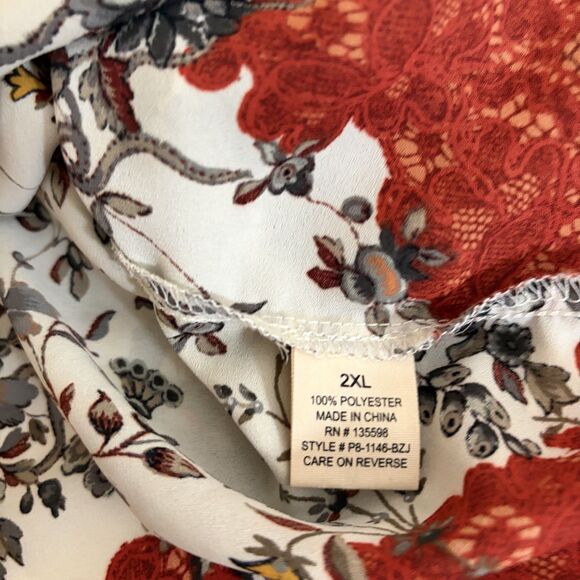 2XL
100% POLYESTER
MADE IN CHINA
RN # 135598
STYLE # P8-1146-BZJ
CARE ON REVERSE